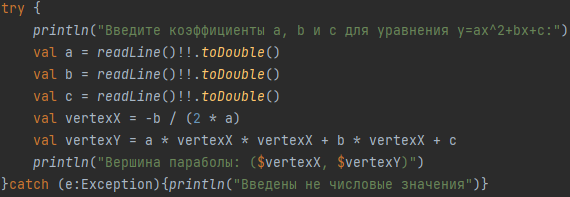 try {
println("Введите коэффициенты a, b и c для уравнения y=ax^2+bx+c:")
val a = readLine()!!.toDouble()
val b = readLine()!!.toDouble()
val c = readLine()!!.toDouble()
val vertexX = -b / (2 * a)
val vertexY = a * vertexX * vertexX + b * vertexX + c
println("Вершина параболы: ($vertexX, $vertexY)")
}catch (e:Exception){println("Введены не числовые значения")}